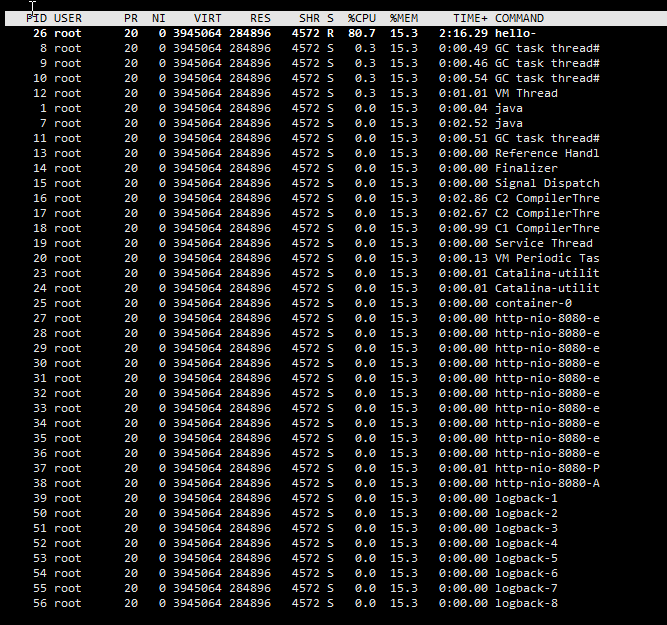 PID USER PR NI VIRT RES SHR S %CPU %MEM TIME+ COMMAND
26 root 20 0 3945064 284896 4572 R 80.7 15.3 2:16.29 hello-
8 root 20 0 3945064 284896 4572 S 0.3 15.3 0:00.49 GC task thread#
9 root 20 0 3945064 284896 4572 S 0.3 15.3 0:00.46 GC task thread#
10 root 20 0 3945064 284896 4572 S 0.3 15.3 0:00.54 GC task thread#
12 root 20 0 3945064 284896 4572 S 0.3 15.3 0:01.01 VM Thread
1 root 20 0 3945064 284896 4572 S 0.0 15.3 0:00.04 java
7 root 20 0 3945064 284896 4572 S 0.0 15.3 0:02.52 java
11 root 20 0 3945064 284896 4572 S 0.0 15.3 0:00.51 GC task thread#
13 root 20 0 3945064 284896 4572 S 0.0 15.3 0:00.00 Reference Handl
14 root 20 0 3945064 284896 4572 S 0.0 15.3 0:00.00 Finalizer
15 root 20 0 3945064 284896 4572 S 0.0 15.3 0:00.00 Signal Dispatch
16 root 20 0 3945064 284896 4572 S 0.0 15.3 0:02.86 C2 CompilerThre
17 root 20 0 3945064 284896 4572 S 0.0 15.3 0:02.67 C2 CompilerThre
18 root 20 0 3945064 284896 4572 S 0.0 15.3 0:00.99 C1 CompilerThre
19 root 20 0 3945064 284896 4572 S 0.0 15.3 0:00.00 Service Thread
20 root 20 0 3945064 284896 4572 S 0.0 15.3 0:00.13 VM Periodic Tas
23 root 20 0 3945064 284896 4572 S 0.0 15.3 0:00.01 Catalina-utilit
24 root 20 0 3945064 284896 4572 S 0.0 15.3 0:00.01 Catalina-utilit
25 root 20 0 3945064 284896 4572 S 0.0 15.3 0:00.00 container-0
27 root 20 0 3945064 284896 4572 S 0.0 15.3 0:00.00 http-nio-8080-e
28 root 20 0 3945064 284896 4572 S 0.0 15.3 0:00.00 http-nio-8080-e
29 root 20 0 3945064 284896 4572 S 0.0 15.3 0:00.00 http-nio-8080-e
30 root 20 0 3945064 284896 4572 S 0.0 15.3 0:00.00 http-nio-8080-e
31 root 20 0 3945064 284896 4572 S 0.0 15.3 0:00.00 http-nio-8080-e
32 root 20 0 3945064 284896 4572 S 0.0 15.3 0:00.00 http-nio-8080-e
33 root 20 0 3945064 284896 4572 S 0.0 15.3 0:00.00 http-nio-8080-e
34 root 20 0 3945064 284896 4572 S 0.0 15.3 0:00.00 http-nio-8080-e
35 root 20 0 3945064 284896 4572 S 0.0 15.3 0:00.00 http-nio-8080-e
36 root 20 0 3945064 284896 4572 S 0.0 15.3 0:00.00 http-nio-8080-e
37 root 20 0 3945064 284896 4572 S 0.0 15.3 0:00.01 http-nio-8080-P
38 root 20 0 3945064 284896 4572 S 0.0 15.3 0:00.00 http-nio-8080-A
39 root 20 0 3945064 284896 4572 S 0.0 15.3 0:00.00 logback-1
50 root 20 0 3945064 284896 4572 S 0.0 15.3 0:00.00 logback-2
51 root 20 0 3945064 284896 4572 S 0.0 15.3 0:00.00 logback-3
52 root 20 0 3945064 284896 4572 S 0.0 15.3 0:00.00 logback-4
53 root 20 0 3945064 284896 4572 S 0.0 15.3 0:00.00 logback-5
54 root 20 0 3945064 284896 4572 S 0.0 15.3 0:00.00 logback-6
55 root 20 0 3945064 284896 4572 S 0.0 15.3 0:00.00 logback-7
56 root 20 0 3945064 284896 4572 S 0.0 15.3 0:00.00 logback-8